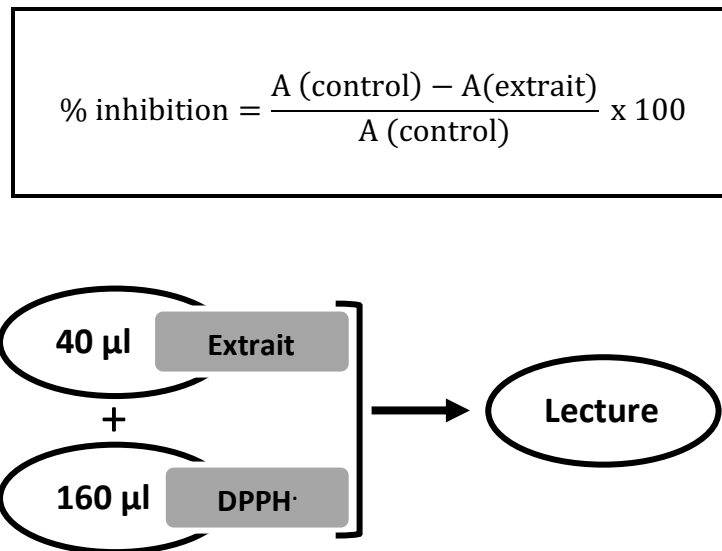 % inhibition = A (control) − A(extrait) / A (control) x 100
40 µl Extrait
+
160 µl DPPH·
Lecture